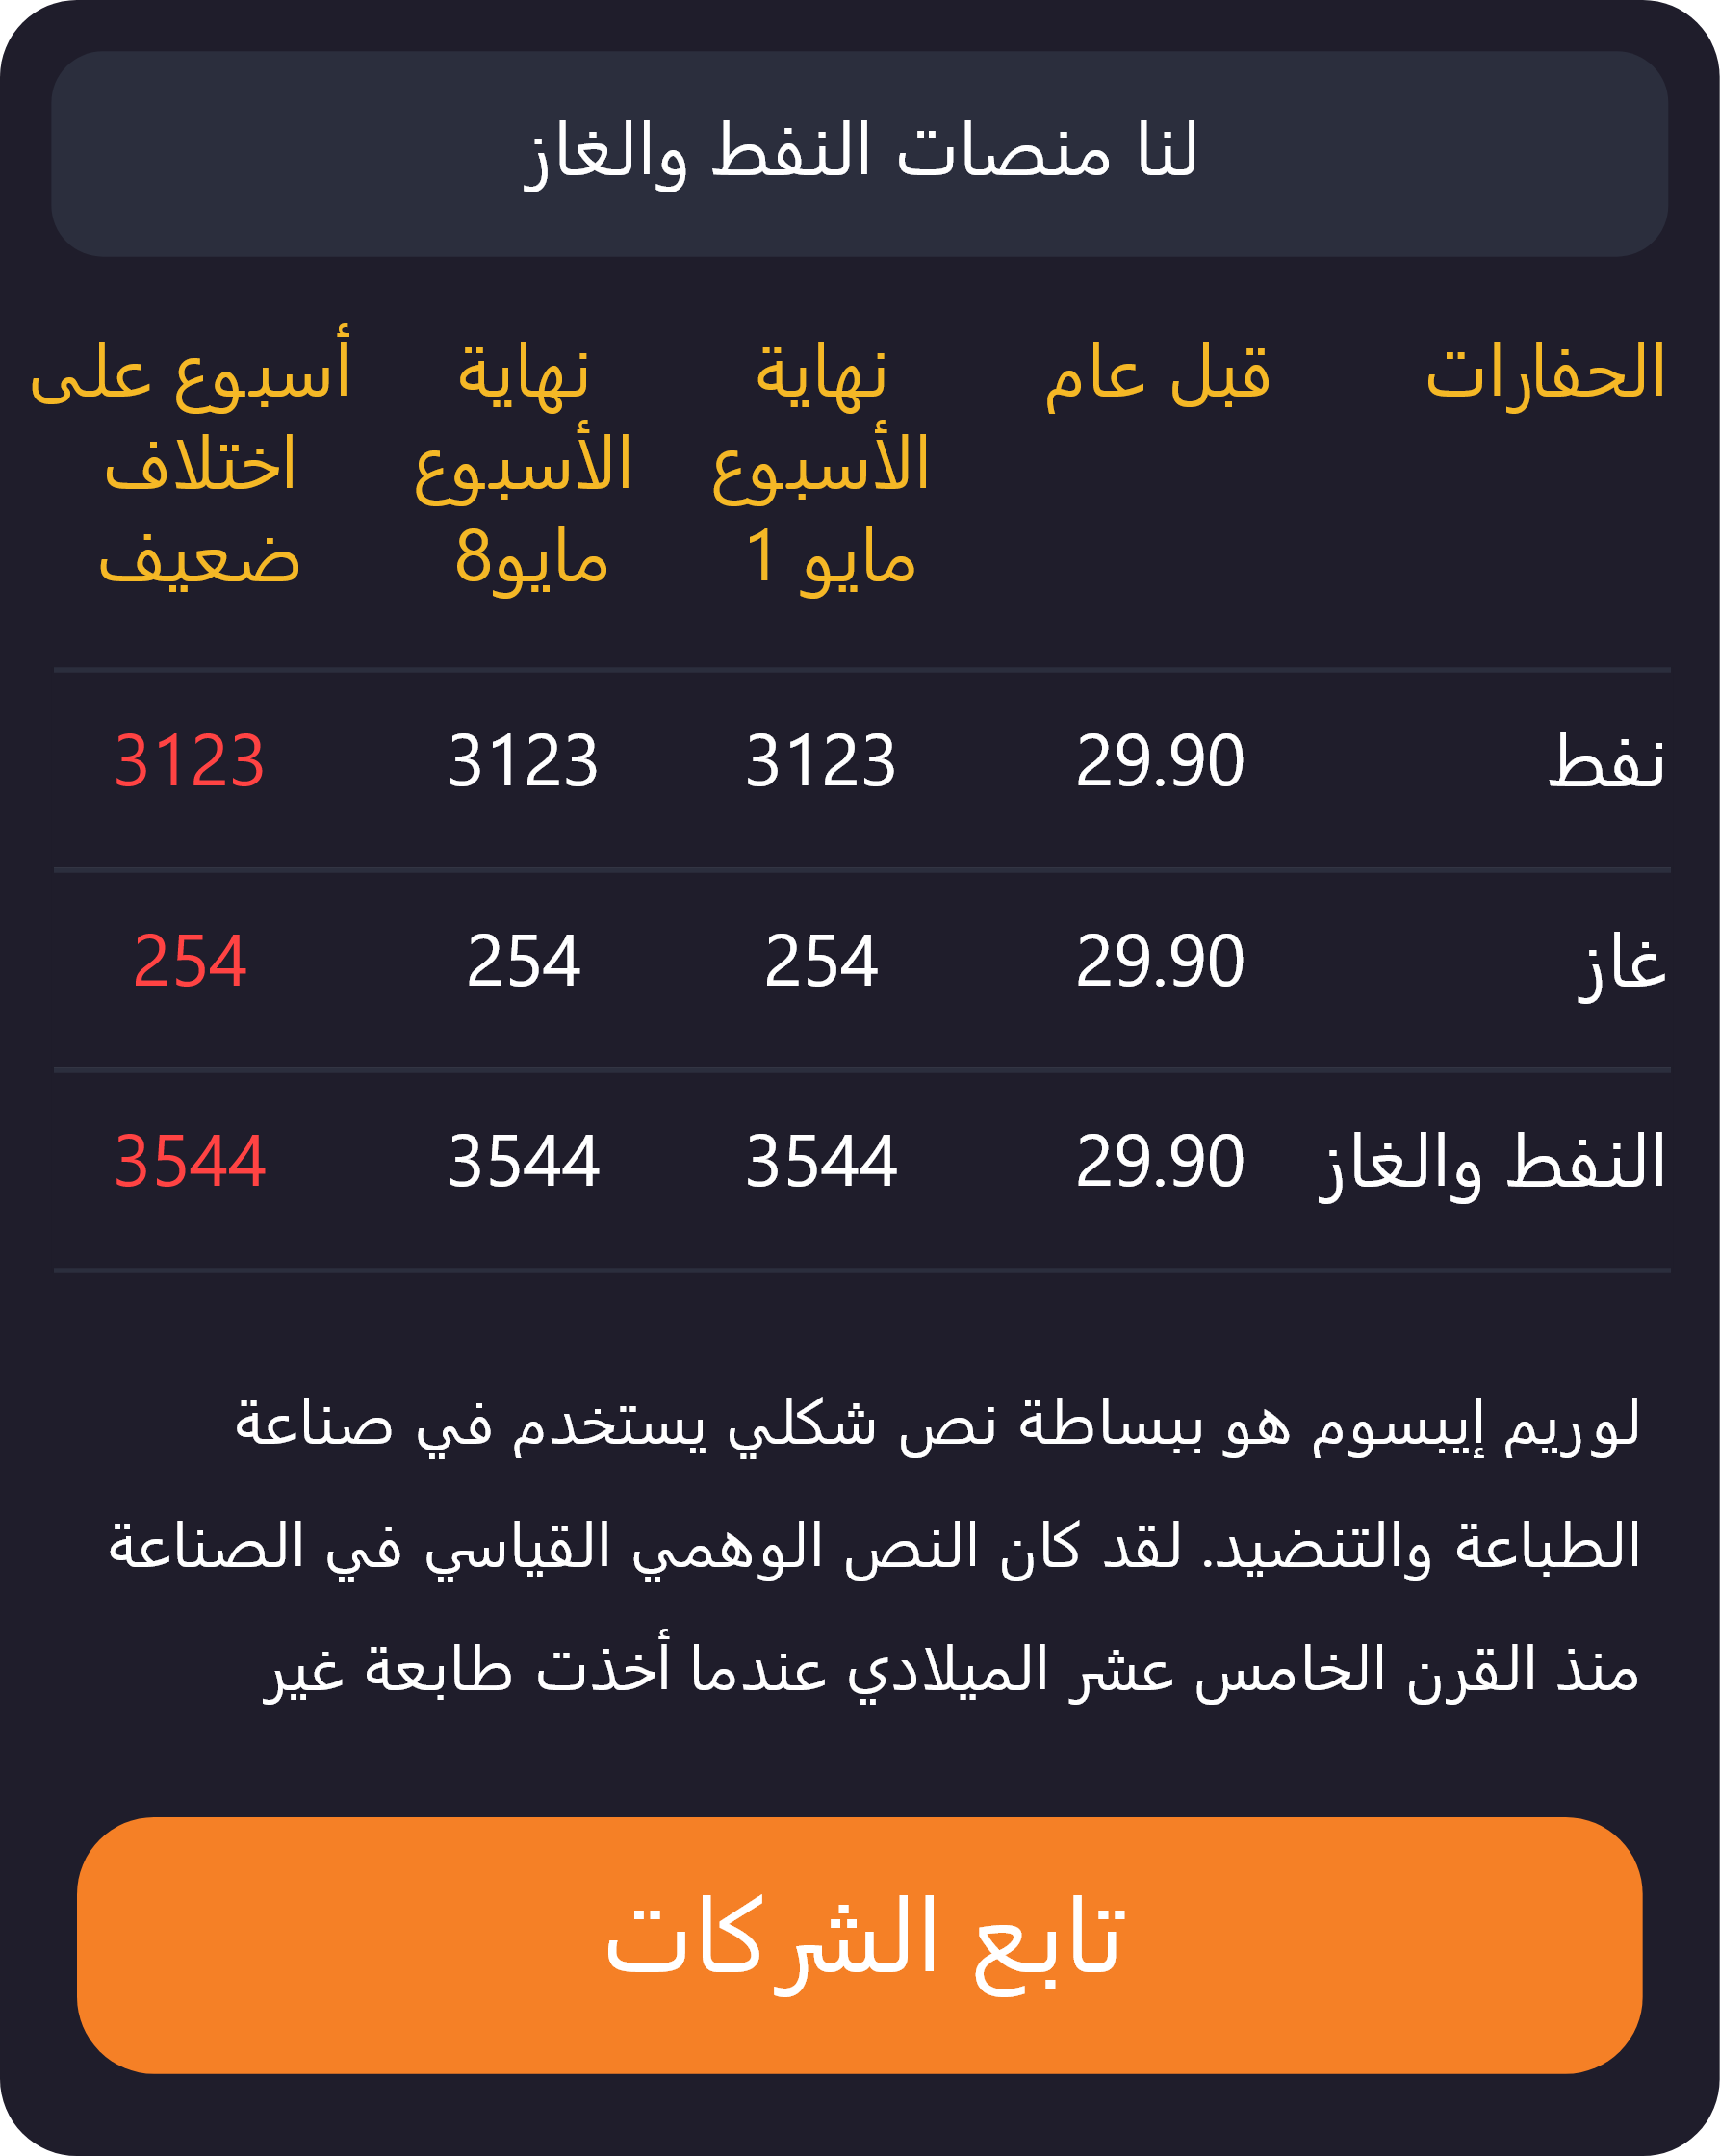 لنا منصات النفط والغاز
الحفارات قبل عام نهاية نهاية أسبوع على
الأسبوع الأسبوع اختلاف
مايو 1 مايو8 ضعيف
نفط 29.90 3123 3123 3123
غاز 29.90 254 254 254
النفط والغاز 29.90 3544 3544 3544
لوريم إيبسوم هو ببساطة نص شكلي يستخدم في صناعة
الطباعة والتنضيد. لقد كان النص الوهمي القياسي في الصناعة
منذ القرن الخامس عشر الميلادي عندما أخذت طابعة غير
تابع الشركات